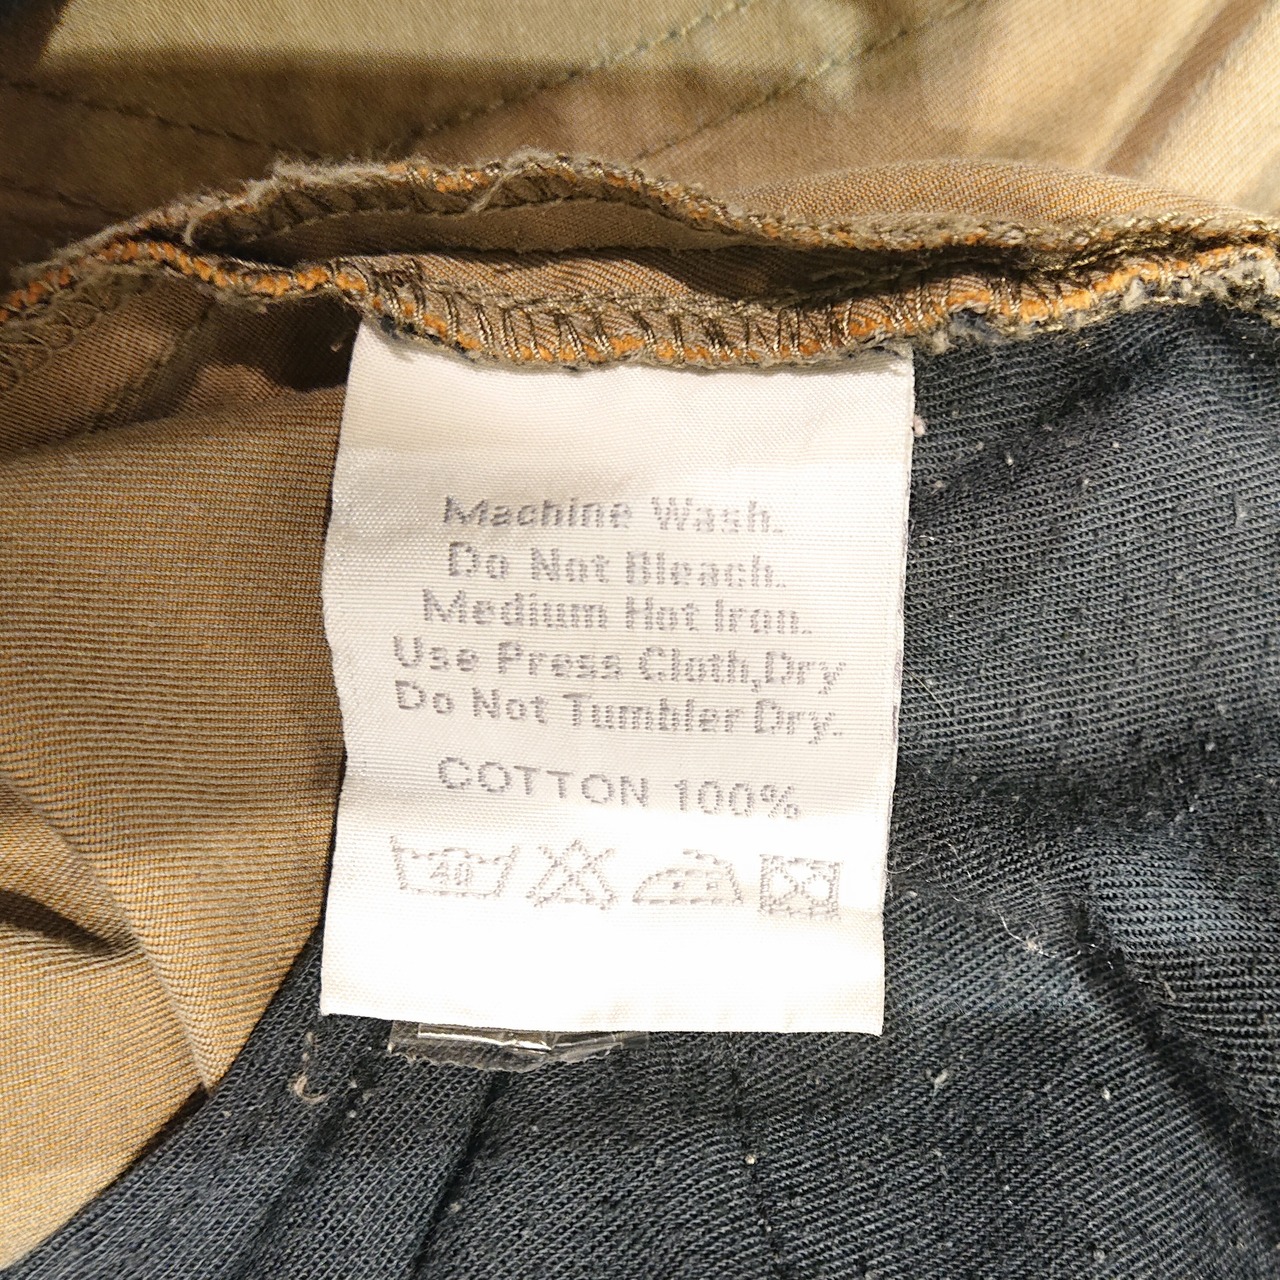 Machine Wash.
Do Not Bleach.
Medium Hot Iron.
Use Press Cloth,Dry
Do Not Tumbler Dry.
COTTON 100%
40